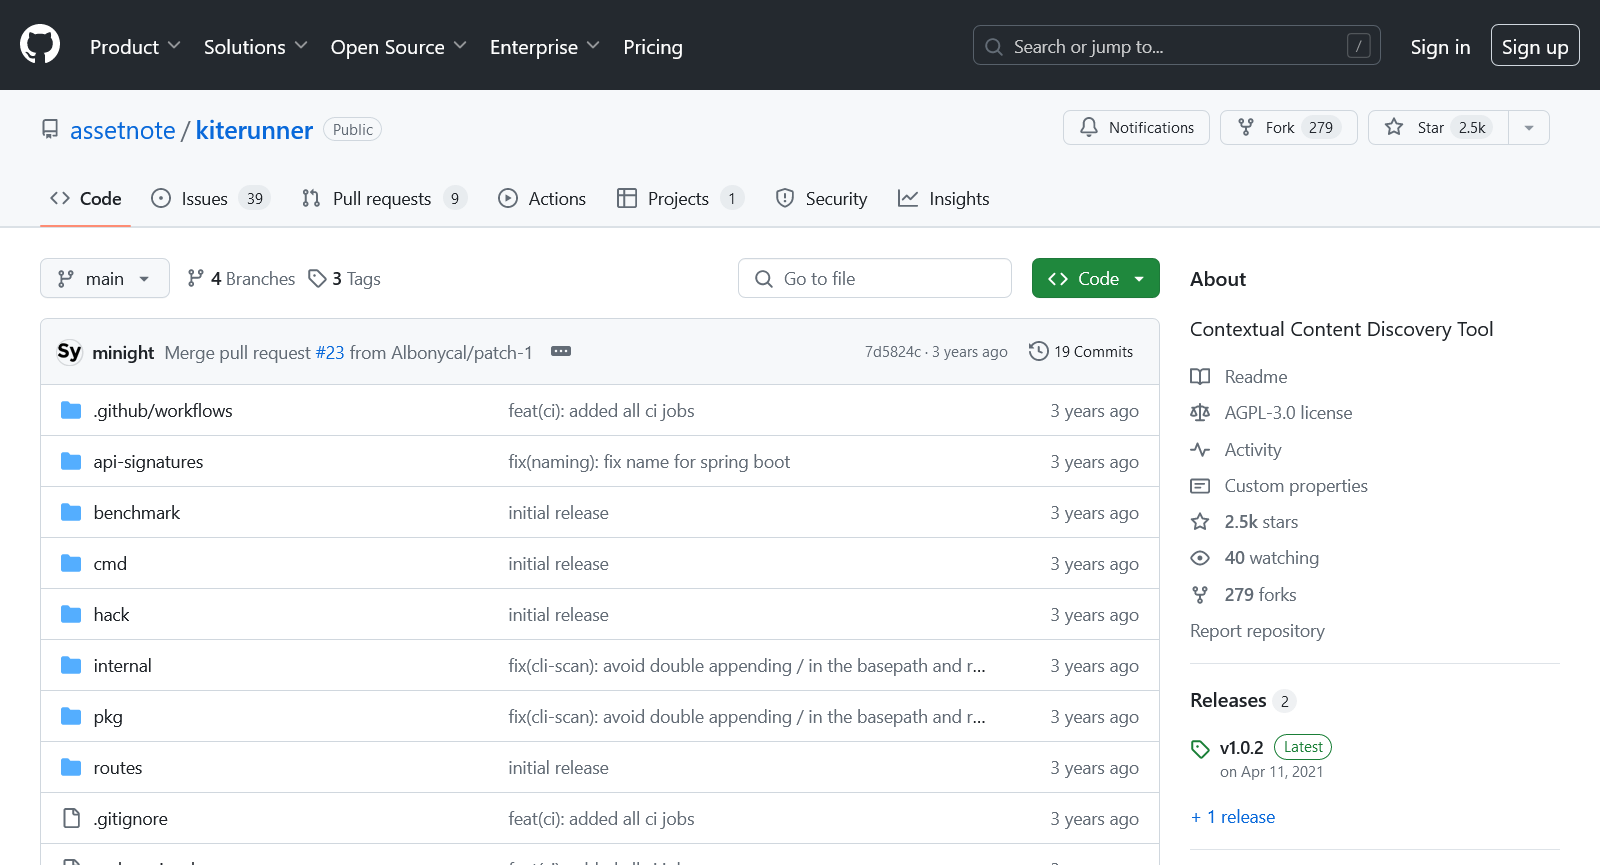 Product Solutions Open Source Enterprise Pricing Search or jump to... / Sign in Sign up
assetnote / kiterunner Public Notifications Fork 279 Star 2.5k
Code Issues 39 Pull requests 9 Actions Projects 1 Security Insights
main 4 Branches 3 Tags Go to file Code
Sy minight Merge pull request #23 from Albonycal/patch-1 7d5824c · 3 years ago 19 Commits
.github/workflows feat(ci): added all ci jobs 3 years ago
api-signatures fix(naming): fix name for spring boot 3 years ago
benchmark initial release 3 years ago
cmd initial release 3 years ago
hack initial release 3 years ago
internal fix(cli-scan): avoid double appending / in the basepath and r... 3 years ago
pkg fix(cli-scan): avoid double appending / in the basepath and r... 3 years ago
routes initial release 3 years ago
.gitignore feat(ci): added all ci jobs 3 years ago
About
Contextual Content Discovery Tool
Readme
AGPL-3.0 license
Activity
Custom properties
2.5k stars
40 watching
279 forks
Report repository
Releases 2
v1.0.2 Latest
on Apr 11, 2021
+ 1 release